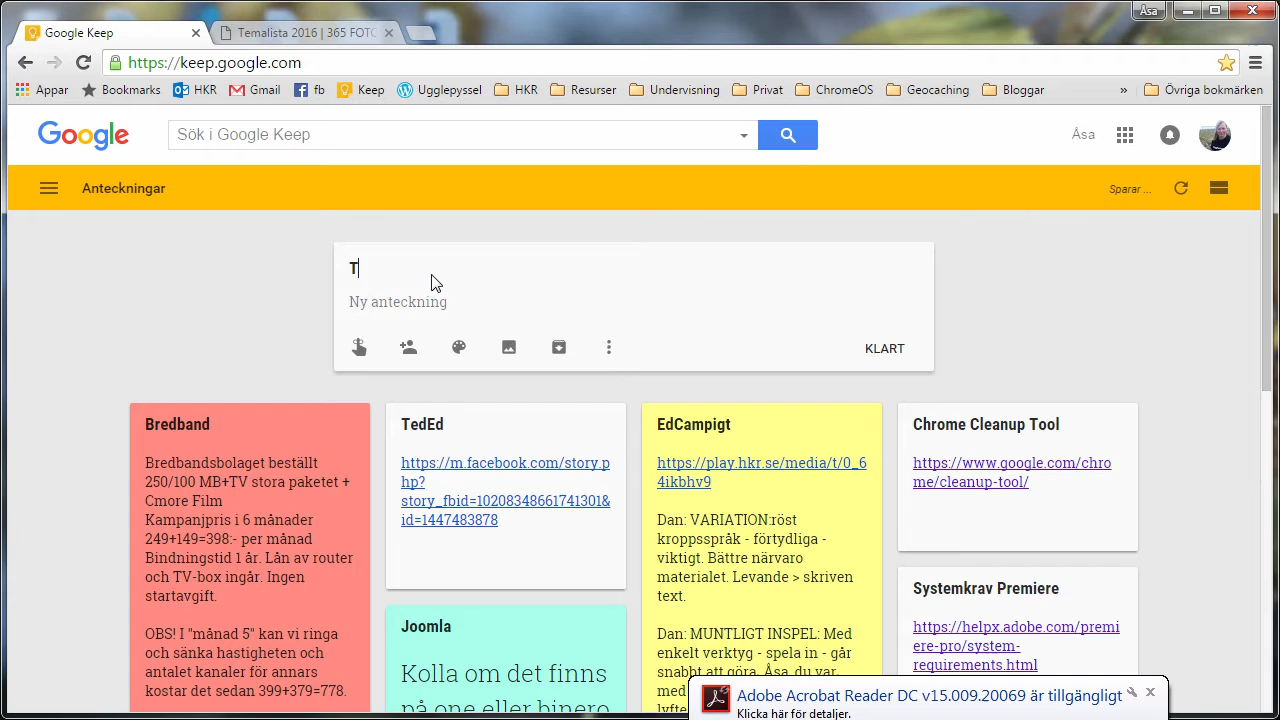 Åsa
Google Keep
Temalista 2016 | 365 FOTO
https://keep.google.com
Appar
Bookmarks
HKR
Gmail
fb
Keep
Ugglepyssel
HKR
Resurser
Undervisning
Privat
ChromeOS
Geocaching
Bloggar
»
Övriga bokmärken
Google
Sök i Google Keep
Åsa
Anteckningar
Sparar ...
T
Ny anteckning
KLART
Bredband
Bredbandsbolaget beställt
250/100 MB+TV stora paketet +
Cmore Film
Kampanjpris i 6 månader
249+149=398:- per månad
Bindningstid 1 år. Lån av router
och TV-box ingår. Ingen
startavgift.
OBS! I "månad 5" kan vi ringa
och sänka hastigheten och
antalet kanaler för annars
kostar det sedan 399+379=778.
TedEd
https://m.facebook.com/story.p
hp?
story_fbid=10208348661741301&
id=1447483878
Joomla
Kolla om det finns
på one eller binero
EdCampigt
https://play.hkr.se/media/t/0_6
4ikbhv9
Dan: VARIATION:röst
kroppsspråk - förtydliga -
viktigt. Bättre närvaro
materialet. Levande > skriven
text.
Dan: MUNTLIGT INSPEL: Med
enkelt verktyg - spela in - går
snabbt att göra. Åsa, du var
med
lyfte
Chrome Cleanup Tool
https://www.google.com/chro
me/cleanup-tool/
Systemkrav Premiere
https://helpx.adobe.com/premi
ere-pro/system-
requirements.html
Adobe Acrobat Reader DC v15.009.20069 är tillgängligt
Klicka här för detaljer.